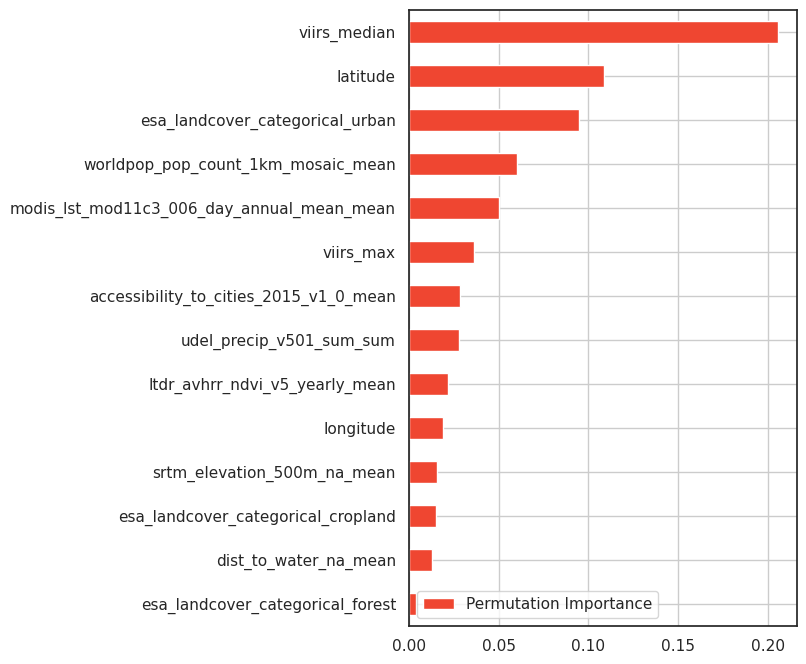 viirs_median
latitude
esa_landcover_categorical_urban
worldpop_pop_count_1km_mosaic_mean
modis_lst_mod11c3_006_day_annual_mean_mean
viirs_max
accessibility_to_cities_2015_v1_0_mean
udel_precip_v501_sum_sum
ltdr_avhrr_ndvi_v5_yearly_mean
longitude
srtm_elevation_500m_na_mean
esa_landcover_categorical_cropland
dist_to_water_na_mean
esa_landcover_categorical_forest
Permutation Importance
0.00 0.05 0.10 0.15 0.20